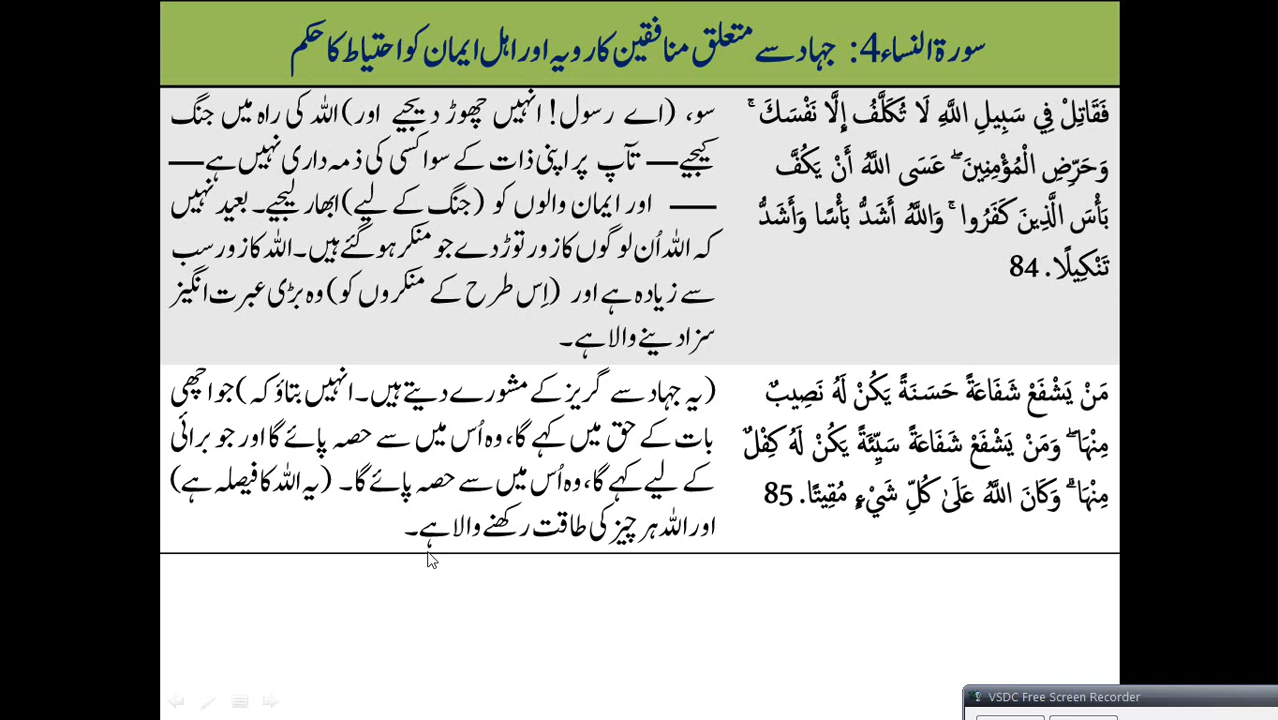 سورۃ النساء4: جہاد سے متعلق منافقین کا رویہ اور اہل ایمان کو احتیاط کا حکم
فَقَاتِلْ فِي سَبِيلِ اللَّهِ لَا تُكَلَّفُ إِلَّا نَفْسَكَ ۚ
وَحَرِّضِ الْمُؤْمِنِينَ ۖ عَسَى اللَّهُ أَنْ يَكُفَّ
بَأْسَ الَّذِينَ كَفَرُوا ۚ وَاللَّهُ أَشَدُّ بَأْسًا وَأَشَدُّ
تَنْكِيلًا. 84
سو، (اے رسول! انہیں چھوڑ دیجیے اور) اللہ کی راہ میں جنگ
کیجیے— تآپ پر اپنی ذات کے سوا کسی کی ذمہ داری نہیں ہے—
— اور ایمان والوں کو (جنگ کے لیے) ابھار لیجیے۔ بعید نہیں
کہ اللہ اُن لوگوں کا زور توڑ دے جو منکر ہو گئے ہیں۔ اللہ کا زور سب
سے زیادہ ہے اور (اِس طرح کے منکروں کو) وہ بڑی عبرت انگیز
سزا دینے والا ہے۔
مَنْ يَشْفَعْ شَفَاعَةً حَسَنَةً يَكُنْ لَهُ نَصِيبٌ
مِنْهَا ۖ وَمَنْ يَشْفَعْ شَفَاعَةً سَيِّئَةً يَكُنْ لَهُ كِفْلٌ
مِنْهَا ۗ وَكَانَ اللَّهُ عَلَىٰ كُلِّ شَيْءٍ مُقِيتًا. 85
(یہ جہاد سے گریز کے مشورے دیتے ہیں۔ انہیں بتاؤ کہ) جو اچھی
بات کے حق میں کہے گا، وہ اُس میں سے حصہ پائے گا اور جو برائی
کے لیے کہے گا، وہ اُس میں سے حصہ پائے گا۔ (یہ اللہ کا فیصلہ ہے)
اور اللہ ہر چیز کی طاقت رکھنے والا ہے۔
VSDC Free Screen Recorder